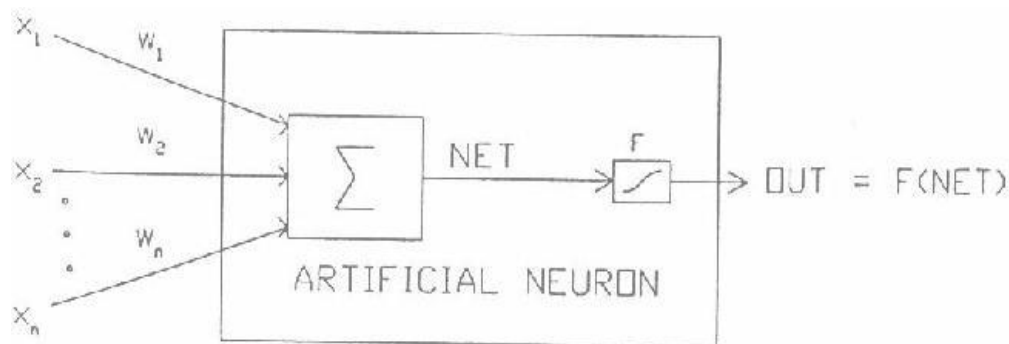 X₁
W₁
W₂
X₂
Wₙ
Xₙ
∑
NET
F
OUT = F(NET)
ARTIFICIAL NEURON